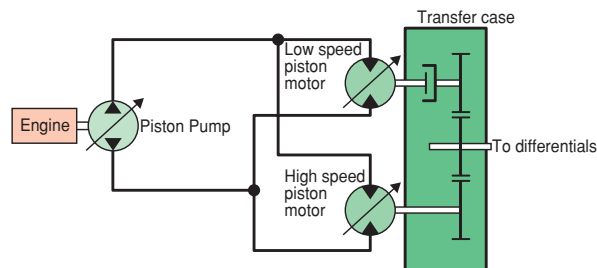 Transfer case
Low speed
piston
motor
Engine
Piston Pump
To differentials
High speed
piston
motor